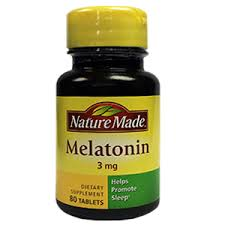 Nature Made®
Melatonin
3 mg
Helps
Promote
Sleep†
DIETARY
SUPPLEMENT
80 TABLETS